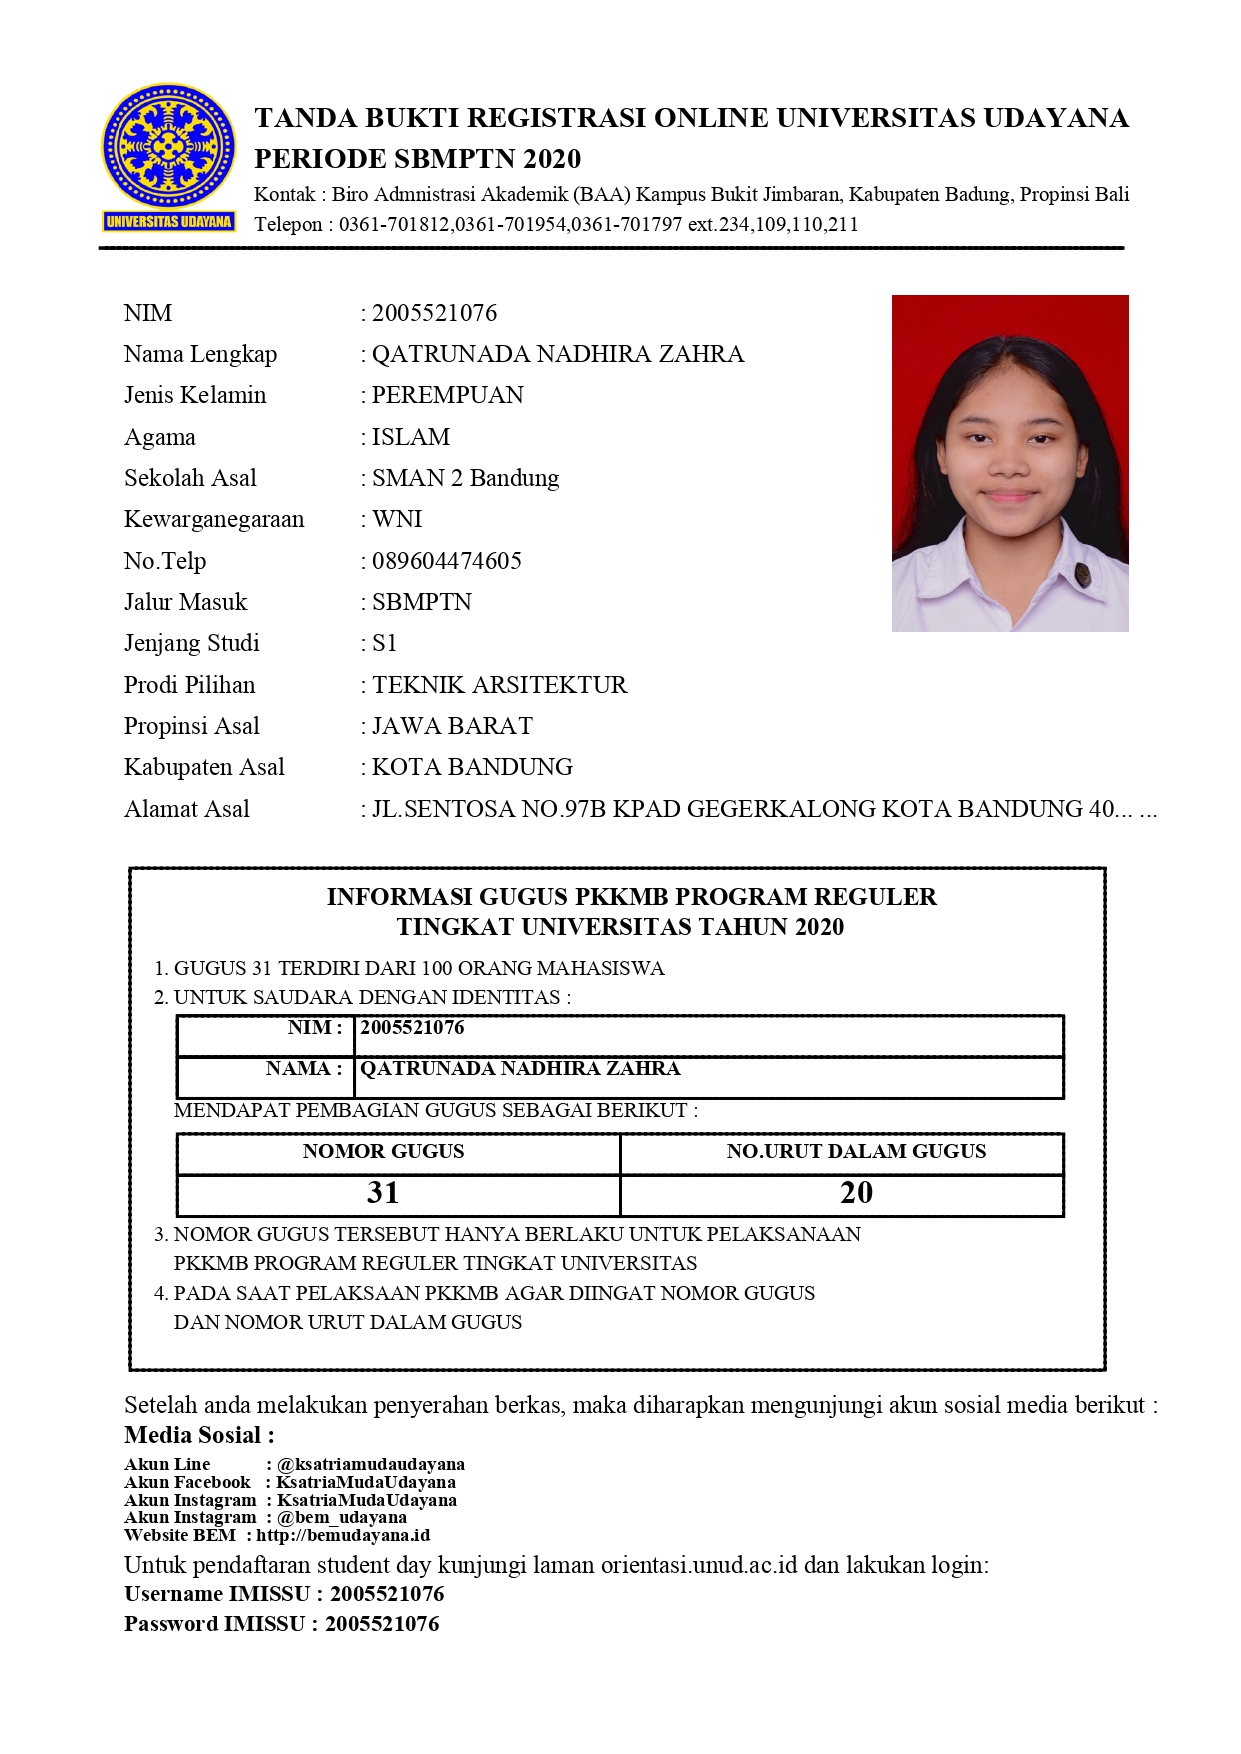 UNIVERSITAS UDAYANA
TANDA BUKTI REGISTRASI ONLINE UNIVERSITAS UDAYANA
PERIODE SBMPTN 2020
Kontak : Biro Admnistrasi Akademik (BAA) Kampus Bukit Jimbaran, Kabupaten Badung, Propinsi Bali
Telepon : 0361-701812,0361-701954,0361-701797 ext.234,109,110,211
NIM : 2005521076
Nama Lengkap : QATRUNADA NADHIRA ZAHRA
Jenis Kelamin : PEREMPUAN
Agama : ISLAM
Sekolah Asal : SMAN 2 Bandung
Kewarganegaraan : WNI
No.Telp : 089604474605
Jalur Masuk : SBMPTN
Jenjang Studi : S1
Prodi Pilihan : TEKNIK ARSITEKTUR
Propinsi Asal : JAWA BARAT
Kabupaten Asal : KOTA BANDUNG
Alamat Asal : JL.SENTOSA NO.97B KPAD GEGERKALONG KOTA BANDUNG 40... ...
INFORMASI GUGUS PKKMB PROGRAM REGULER
TINGKAT UNIVERSITAS TAHUN 2020
1. GUGUS 31 TERDIRI DARI 100 ORANG MAHASISWA
2. UNTUK SAUDARA DENGAN IDENTITAS :
NIM : 2005521076
NAMA : QATRUNADA NADHIRA ZAHRA
MENDAPAT PEMBAGIAN GUGUS SEBAGAI BERIKUT :
NOMOR GUGUS NO.URUT DALAM GUGUS
31 20
3. NOMOR GUGUS TERSEBUT HANYA BERLAKU UNTUK PELAKSANAAN
PKKMB PROGRAM REGULER TINGKAT UNIVERSITAS
4. PADA SAAT PELAKSAAN PKKMB AGAR DIINGAT NOMOR GUGUS
DAN NOMOR URUT DALAM GUGUS
Setelah anda melakukan penyerahan berkas, maka diharapkan mengunjungi akun sosial media berikut :
Media Sosial :
Akun Line : @ksatriamudaudayana
Akun Facebook : KsatriaMudaUdayana
Akun Instagram : KsatriaMudaUdayana
Akun Instagram : @bem_udayana
Website BEM : http://bemudayana.id
Untuk pendaftaran student day kunjungi laman orientasi.unud.ac.id dan lakukan login:
Username IMISSU : 2005521076
Password IMISSU : 2005521076